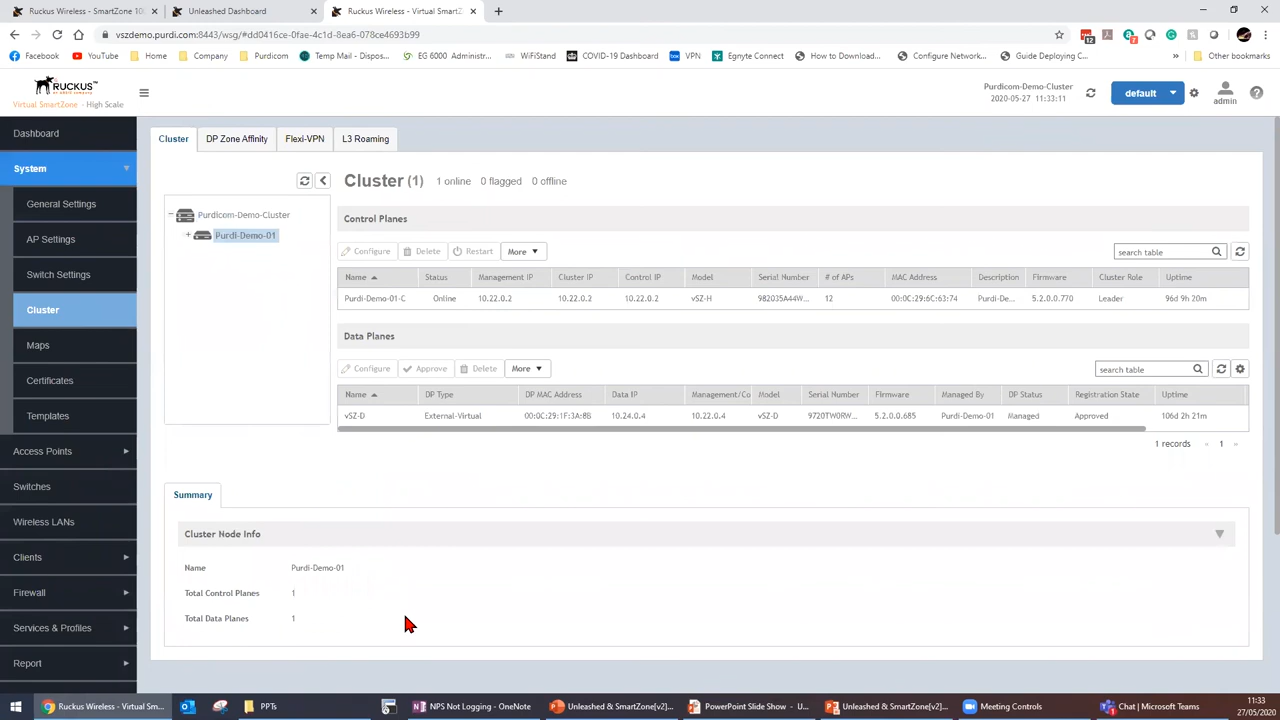 Ruckus Wireless - SmartZone 10
Unleashed Dashboard
Ruckus Wireless - Virtual SmartZ
vszdemo.purdi.com:8443/wsg/#dd0416ce-0fae-4c1d-8ea6-078ce4693b99
Facebook YouTube Home Company Purdicom Temp Mail - Dispos... EG 6000 Administr... WiFiStand COVID-19 Dashboard VPN Egnyte Connect How to Download... Configure Network... Guide Deploying C... » Other bookmarks
RUCKUS™
Virtual SmartZone - High Scale
Purdicom-Demo-Cluster
2020-05-27 11:33:11
default
admin
Dashboard
System
General Settings
AP Settings
Switch Settings
Cluster
Maps
Certificates
Templates
Access Points
Switches
Wireless LANs
Clients
Firewall
Services & Profiles
Report
Cluster DP Zone Affinity Flexi-VPN L3 Roaming
Purdicom-Demo-Cluster
Purdi-Demo-01
Cluster (1) 1 online 0 flagged 0 offline
Control Planes
Configure Delete Restart More search table
Name Status Management IP Cluster IP Control IP Model Serial Number # of APs MAC Address Description Firmware Cluster Role Uptime
Purdi-Demo-01-C Online 10.22.0.2 10.22.0.2 10.22.0.2 vSZ-H 982035A44W... 12 00:0C:29:6C:63:74 Purdi-De... 5.2.0.0.770 Leader 96d 9h 20m
Data Planes
Configure Approve Delete More search table
Name DP Type DP MAC Address Data IP Management/Co Model Serial Number Firmware Managed By DP Status Registration State Uptime
vSZ-D External-Virtual 00:0C:29:1F:3A:8B 10.24.0.4 10.22.0.4 vSZ-D 9720TW0RW... 5.2.0.0.685 Purdi-Demo-01 Managed Approved 106d 2h 21m
1 records « 1 »
Summary
Cluster Node Info
Name Purdi-Demo-01
Total Control Planes 1
Total Data Planes 1
Ruckus Wireless - Virtual Sm...
PPTs
NPS Not Logging - OneNote
Unleashed & SmartZone[v2]...
PowerPoint Slide Show - U...
Unleashed & SmartZone[v2]...
Meeting Controls
Chat | Microsoft Teams
11:33
27/05/2020